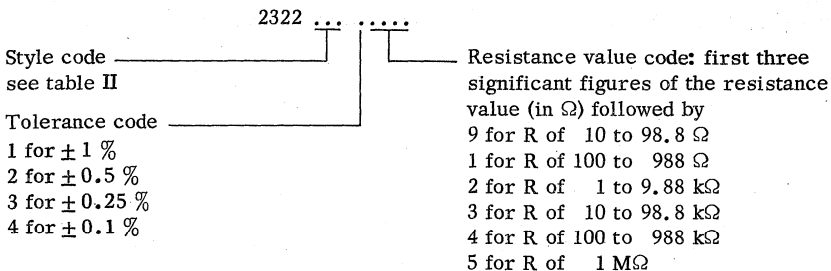 2322 ... .....
Style code
see table II
Tolerance code
1 for ± 1 %
2 for ± 0.5 %
3 for ± 0.25 %
4 for ± 0.1 %
Resistance value code: first three
significant figures of the resistance
value (in Ω) followed by
9 for R of 10 to 98.8 Ω
1 for R of 100 to 988 Ω
2 for R of 1 to 9.88 kΩ
3 for R of 10 to 98.8 kΩ
4 for R of 100 to 988 kΩ
5 for R of 1 MΩ